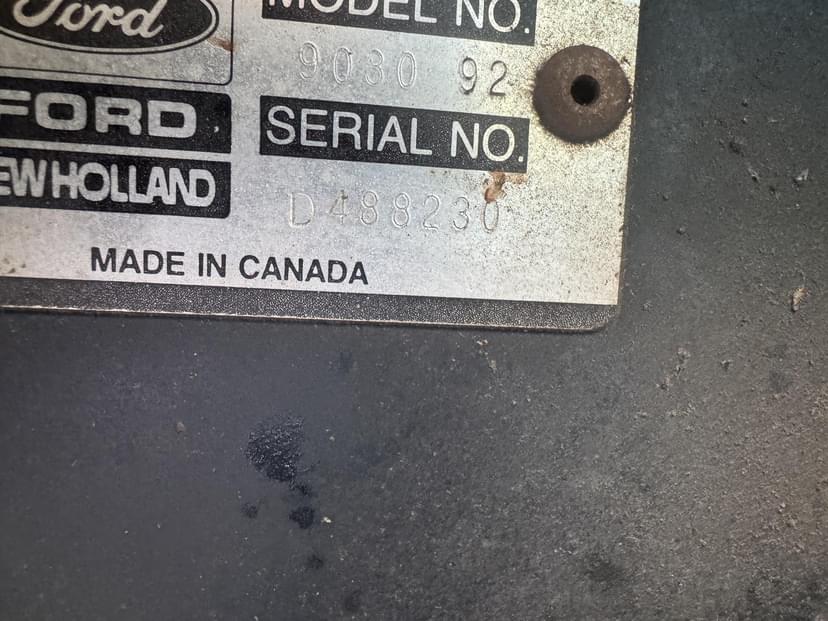 Ford
MODEL NO.
9030 92
FORD
SERIAL NO.
EW HOLLAND
D488230
MADE IN CANADA